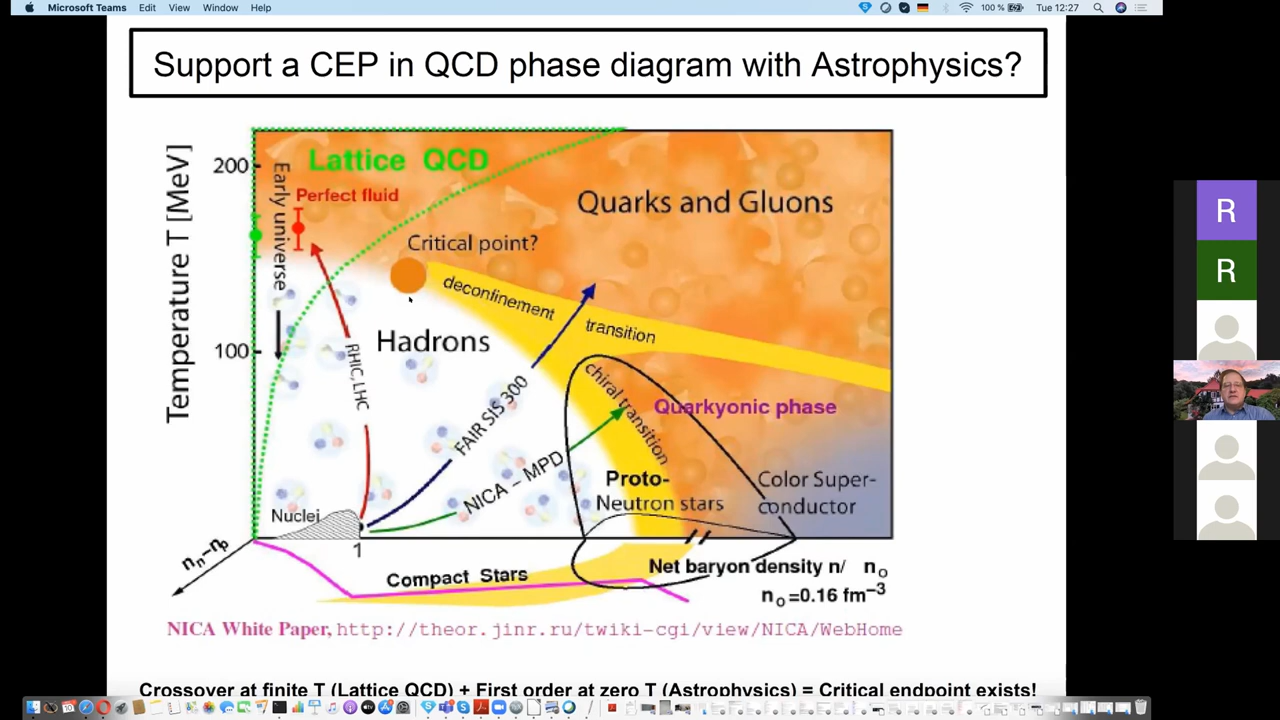 Microsoft Teams Edit View Window Help
100 % Tue 12:27
Support a CEP in QCD phase diagram with Astrophysics?
Temperature T [MeV]
200
100
Early universe
Lattice QCD
Perfect fluid
Critical point?
Quarks and Gluons
deconfinement transition
Hadrons
RHIC, LHC
FAIR SIS 300
NICA – MPD
chiral transition
Quarkyonic phase
Proto-
Neutron stars
Color Super-
conductor
Nuclei
1
nn–np
Compact Stars
Net baryon density n/ no
no=0.16 fm−3
NICA White Paper, http://theor.jinr.ru/twiki-cgi/view/NICA/WebHome
Crossover at finite T (Lattice QCD) + First order at zero T (Astrophysics) = Critical endpoint exists!
R
R